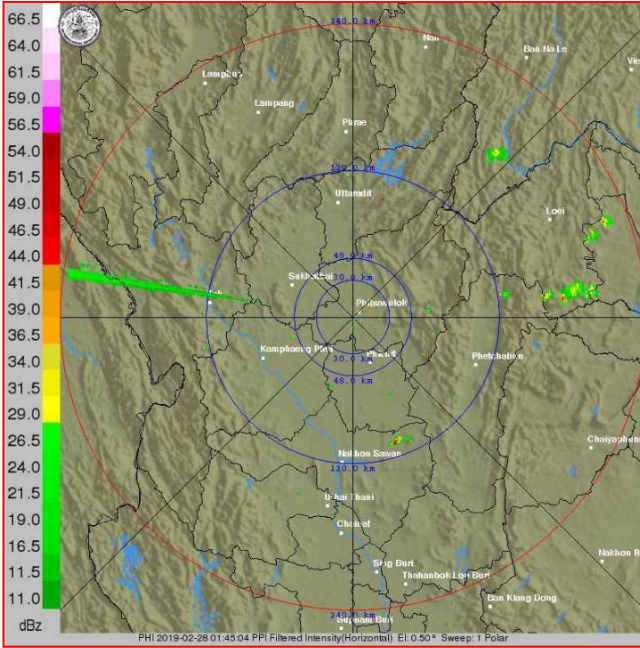 66.5
64.0
61.5
59.0
56.5
54.0
51.5
49.0
46.5
44.0
41.5
39.0
36.5
34.0
31.5
29.0
26.5
24.0
21.5
19.0
16.5
11.5
11.0
dBz
240.0 km
Nan
Ban Na Le
Lamphun
Lampang
Phrae
120.0 km
Uttaradit
Loei
48.0 km
30.0 km
Sukhothai
Phitsanulok
Kamphaeng Phet
Phichit
Phetchabun
30.0 km
48.0 km
Chaiyaphum
Nakhon Sawan
120.0 km
Uthai Thani
Chainat
Sing Buri
Thahanbok Lop Buri
Ban Klang Dong
240.0 km
Suphan Buri
PHI 2019-02-28 01:45:04 PPI Filtered Intensity(Horizontal) El: 0.50° Sweep: 1 Polar